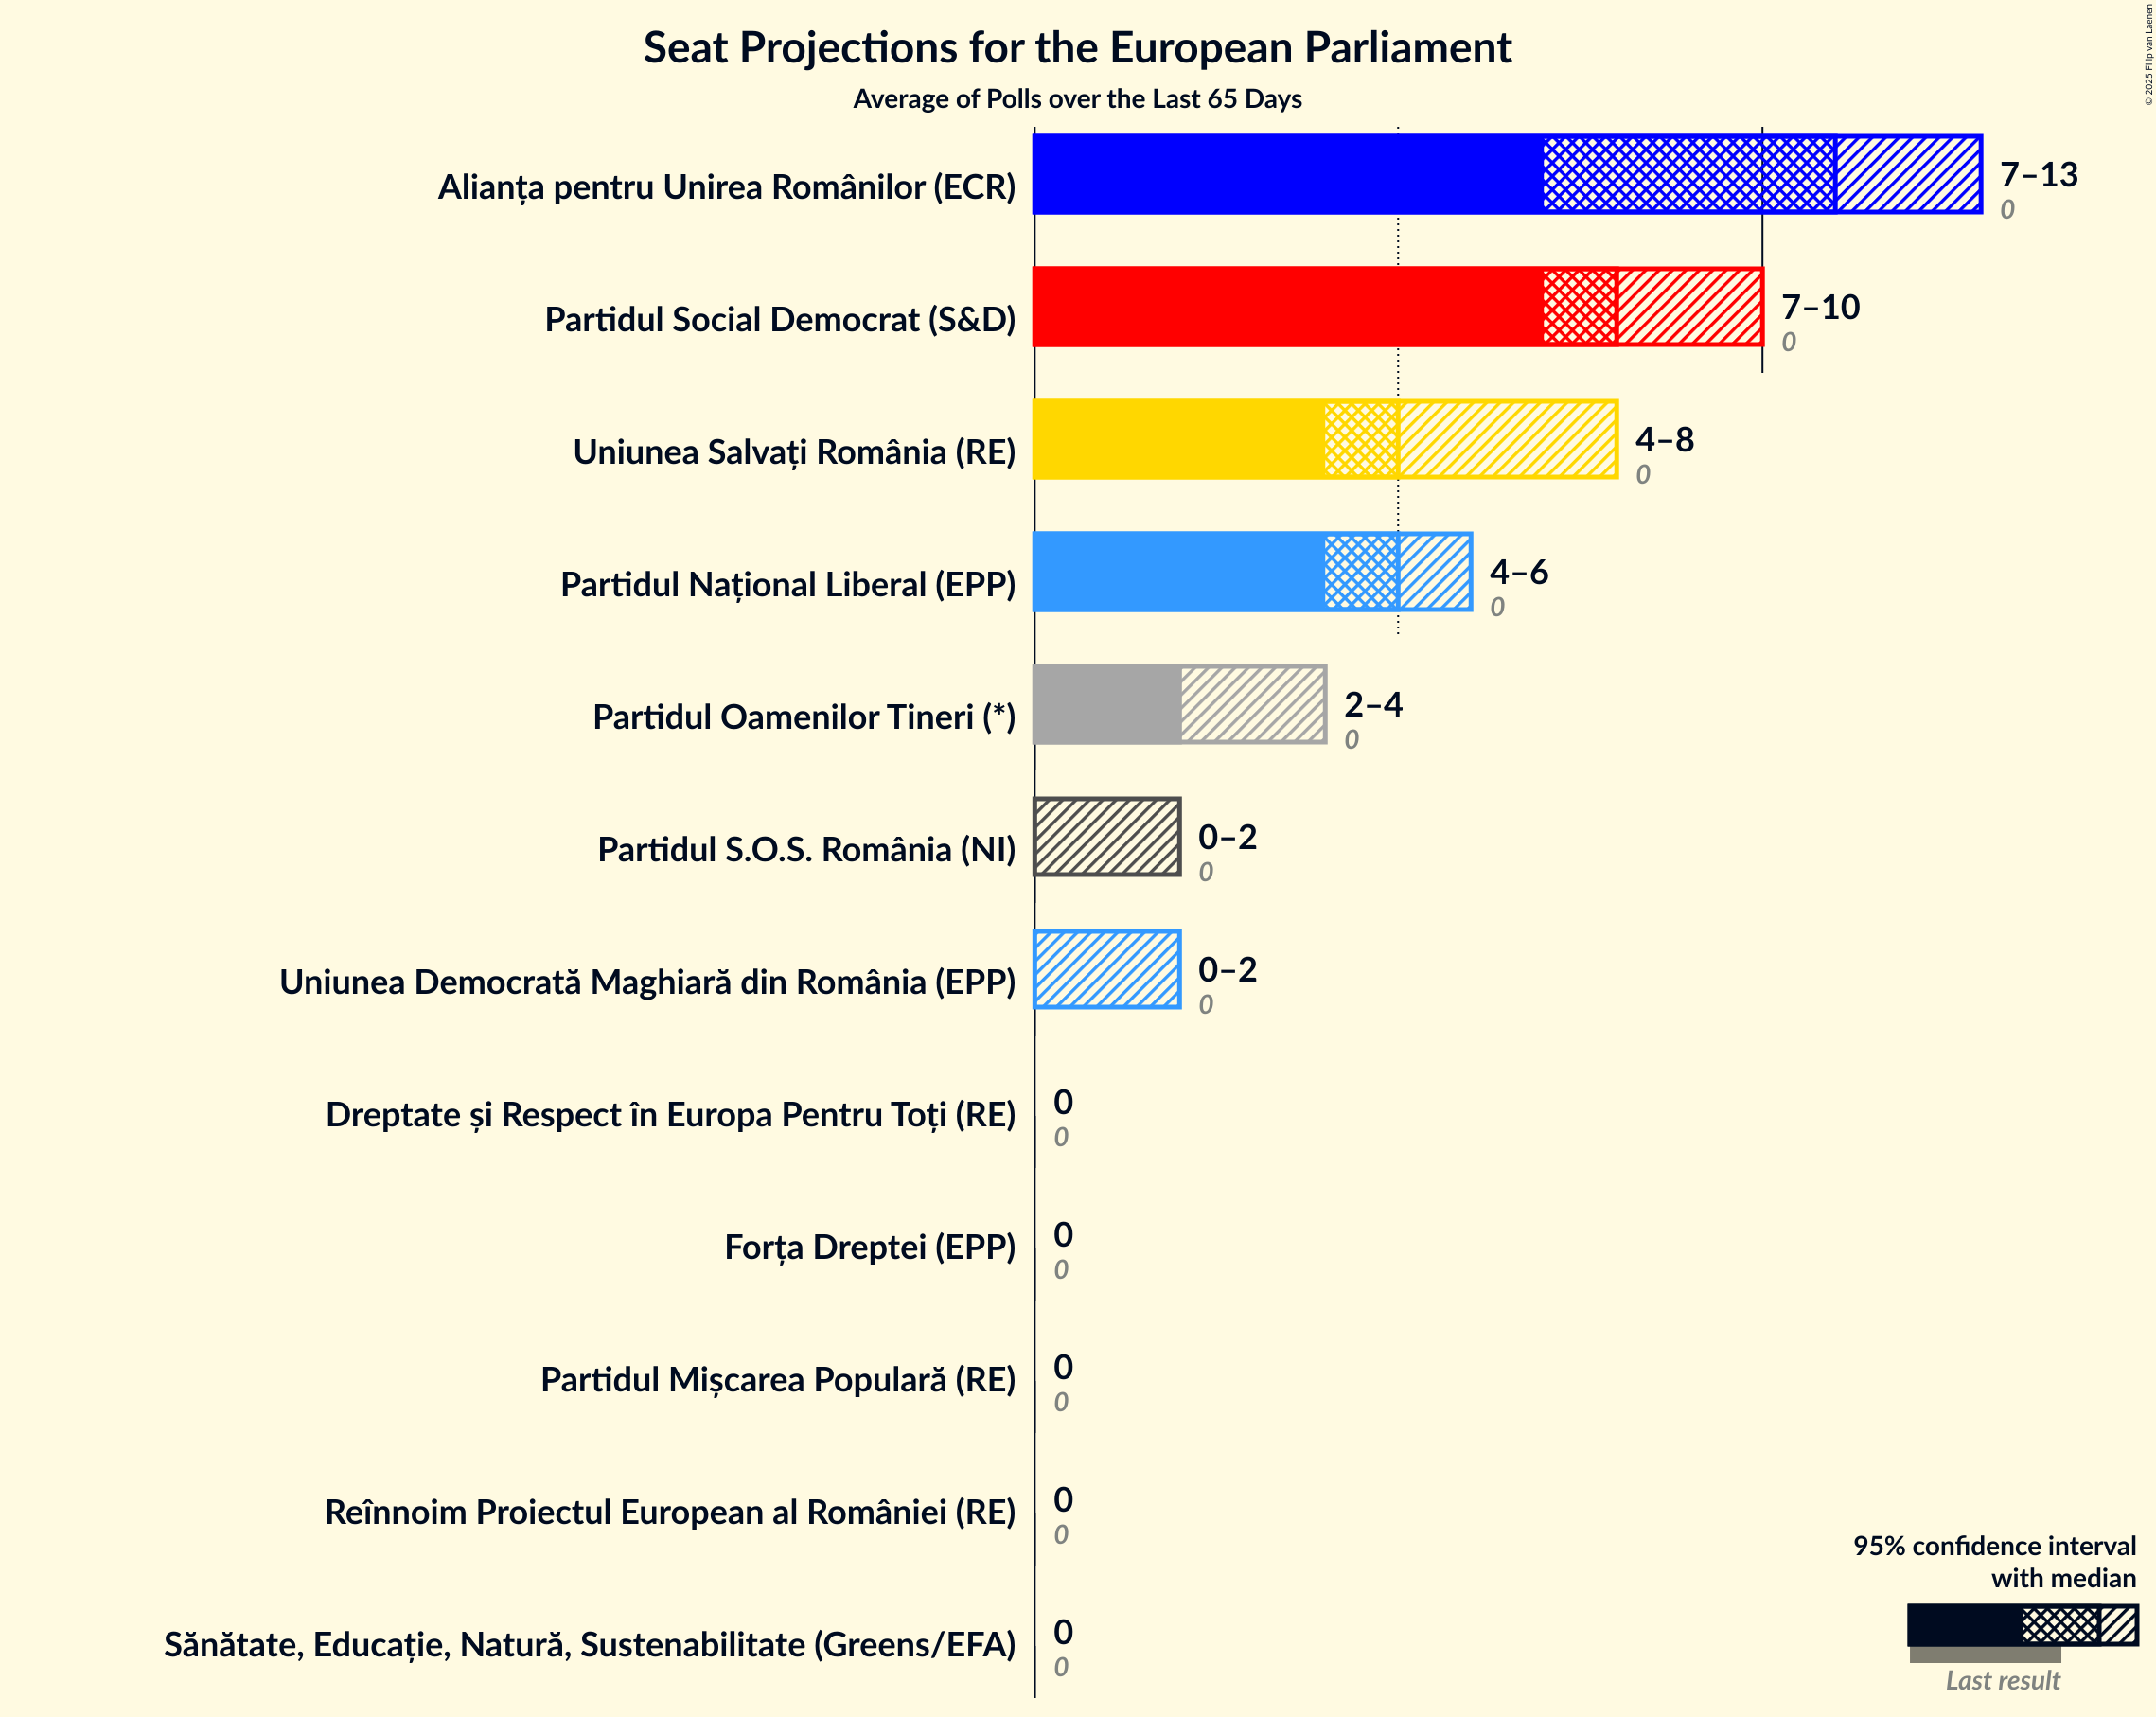 Seat Projections for the European Parliament
Average of Polls over the Last 65 Days
© 2025 Filip van Laenen
Alianța pentru Unirea Românilor (ECR)
7–13
0
Partidul Social Democrat (S&D)
7–10
0
Uniunea Salvați România (RE)
4–8
0
Partidul Național Liberal (EPP)
4–6
0
Partidul Oamenilor Tineri (*)
2–4
0
Partidul S.O.S. România (NI)
0–2
0
Uniunea Democrată Maghiară din România (EPP)
0–2
0
Dreptate și Respect în Europa Pentru Toți (RE)
0
0
Forța Dreptei (EPP)
0
0
Partidul Mișcarea Populară (RE)
0
0
Reînnoim Proiectul European al României (RE)
0
0
Sănătate, Educație, Natură, Sustenabilitate (Greens/EFA)
0
0
95% confidence interval
with median
Last result